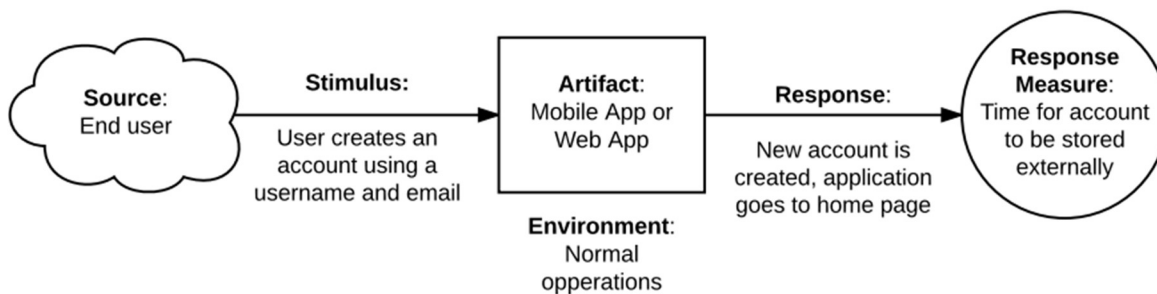 Source:
End user
Stimulus:
User creates an
account using a
username and email
Artifact:
Mobile App or
Web App
Environment:
Normal
opperations
Response:
New account is
created, application
goes to home page
Response
Measure:
Time for account
to be stored
externally